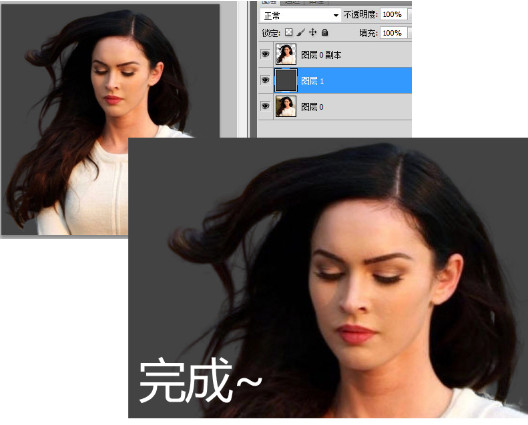 正常 不透明度: 100%
锁定: 填充: 100%
图层 0 副本
图层 1
图层 0
完成~